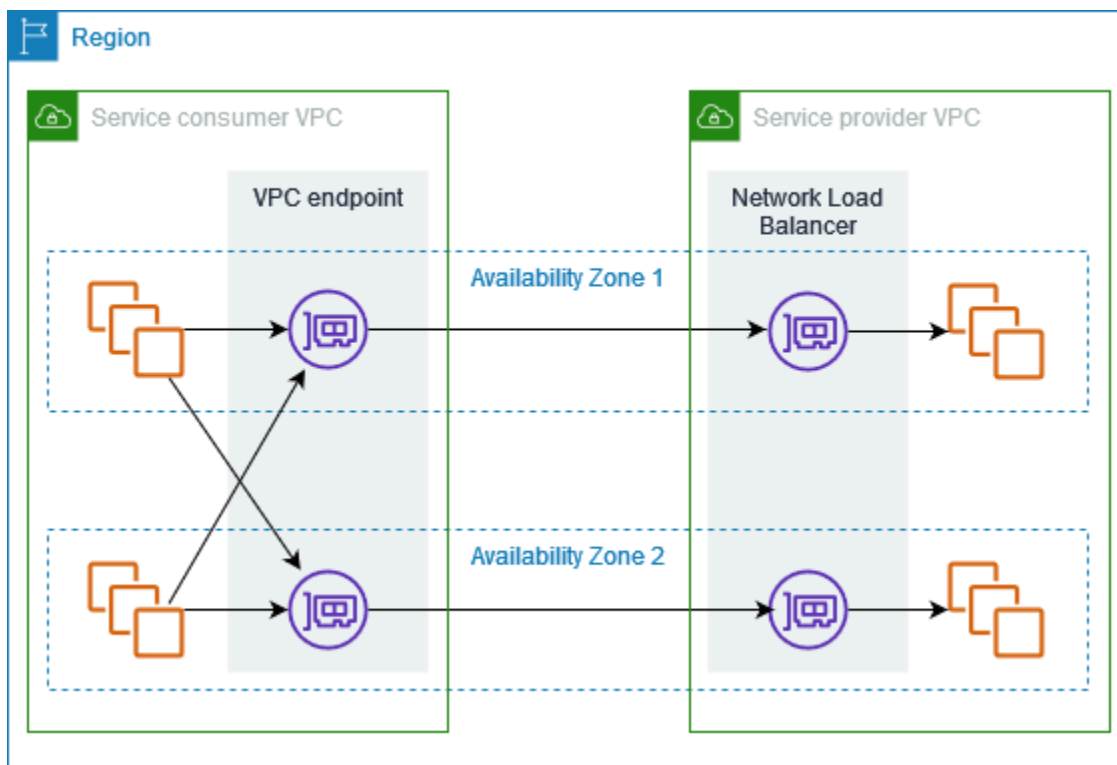 Region
Service consumer VPC
Service provider VPC
VPC endpoint
Network Load
Balancer
Availability Zone 1
Availability Zone 2